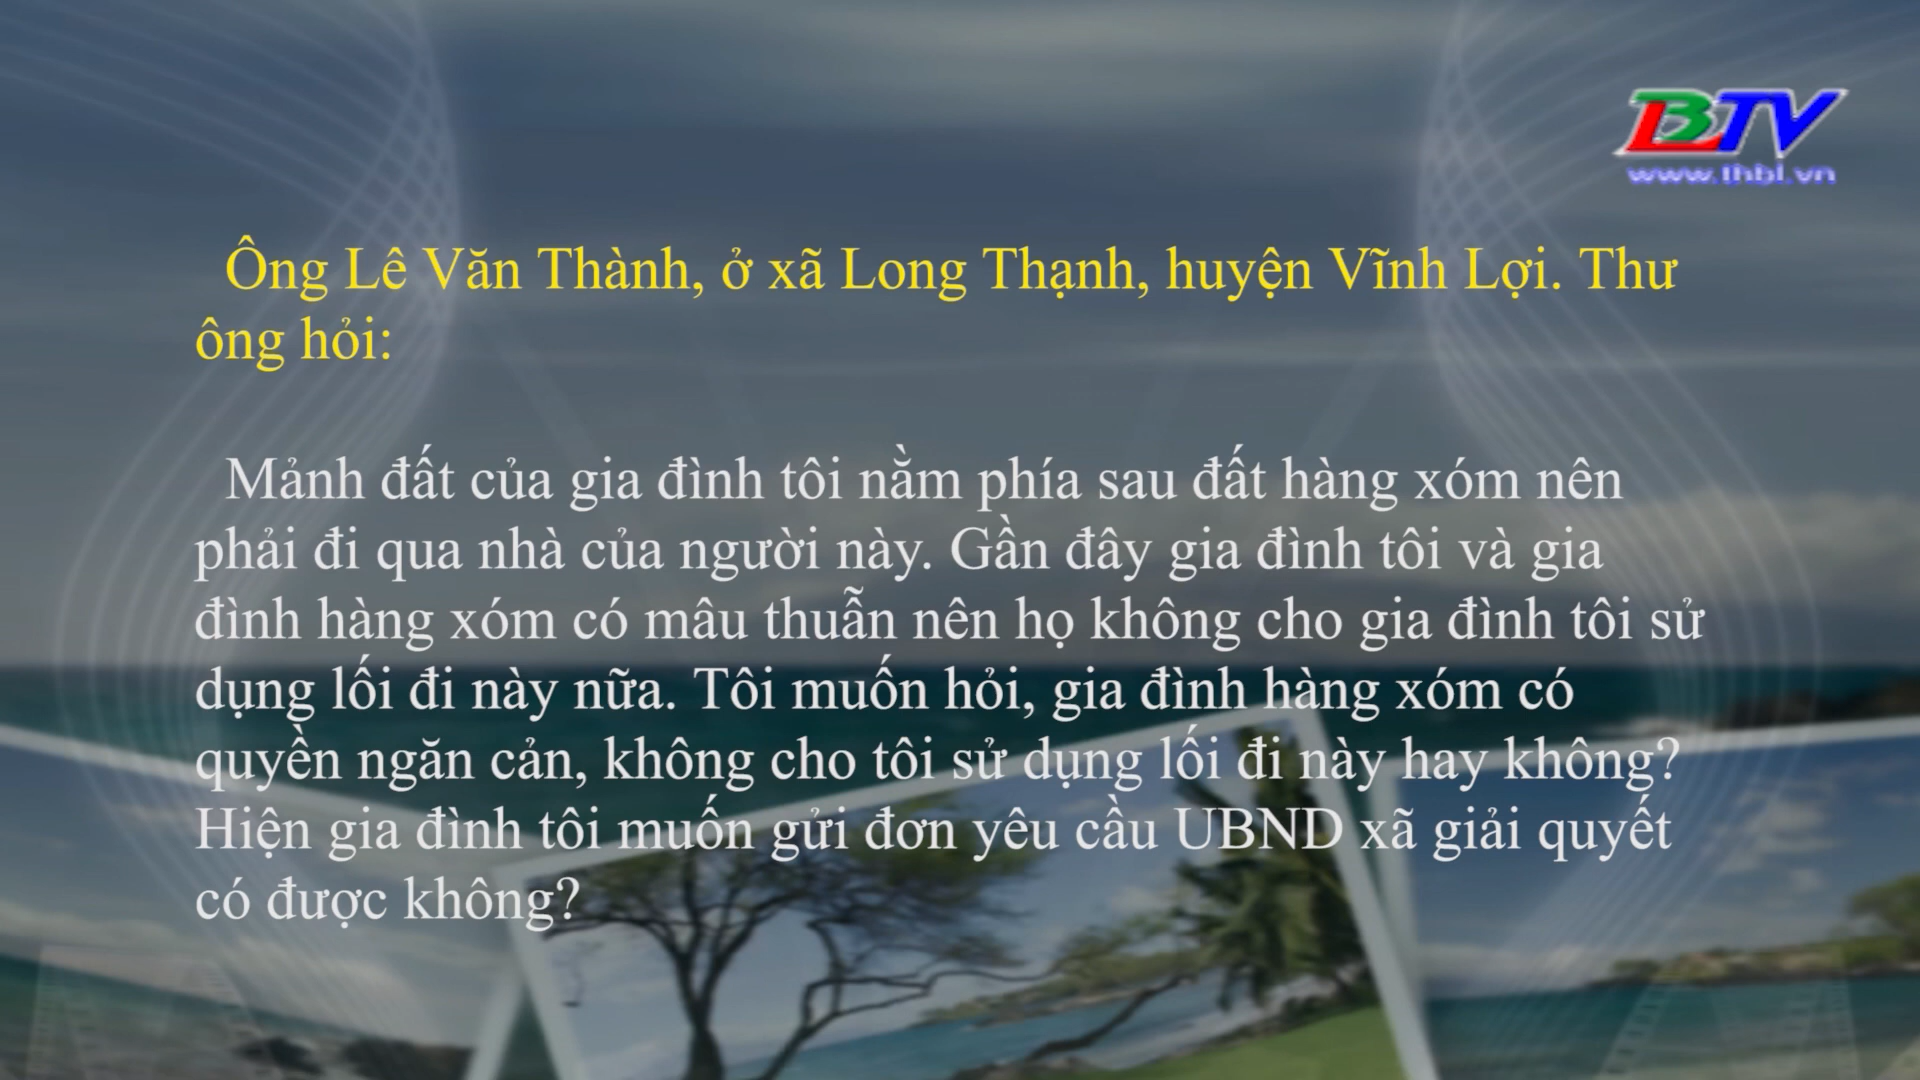 BTV
www.thbl.vn
Ông Lê Văn Thành, ở xã Long Thạnh, huyện Vĩnh Lợi. Thư
ông hỏi:
Mảnh đất của gia đình tôi nằm phía sau đất hàng xóm nên
phải đi qua nhà của người này. Gần đây gia đình tôi và gia
đình hàng xóm có mâu thuẫn nên họ không cho gia đình tôi sử
dụng lối đi này nữa. Tôi muốn hỏi, gia đình hàng xóm có
quyền ngăn cản, không cho tôi sử dụng lối đi này hay không?
Hiện gia đình tôi muốn gửi đơn yêu cầu UBND xã giải quyết
có được không?